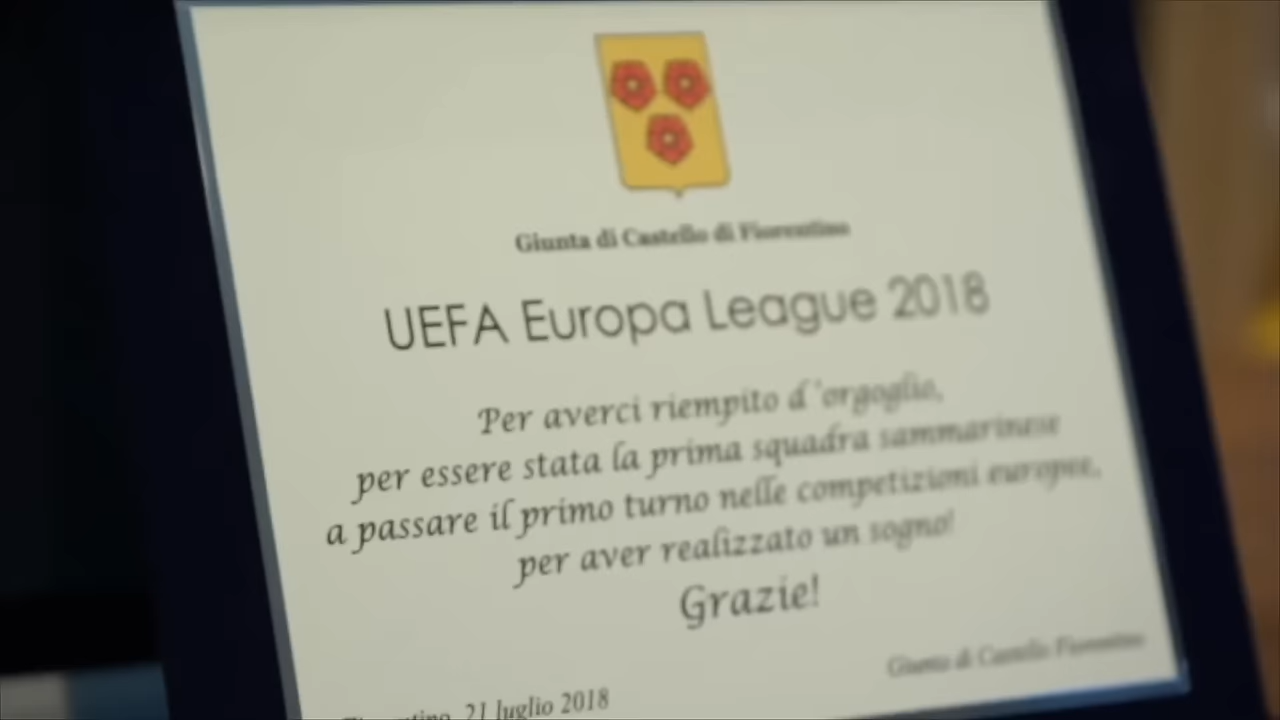 Giunta di Castello di Fiorentino
UEFA Europa League 2018
Per averci riempito d'orgoglio,
per essere stata la prima squadra sammarinese
a passare il primo turno nelle competizioni europee,
per aver realizzato un sogno!
Grazie!
Giunta di Castello Fiorentino
Fiorentino, 21 luglio 2018